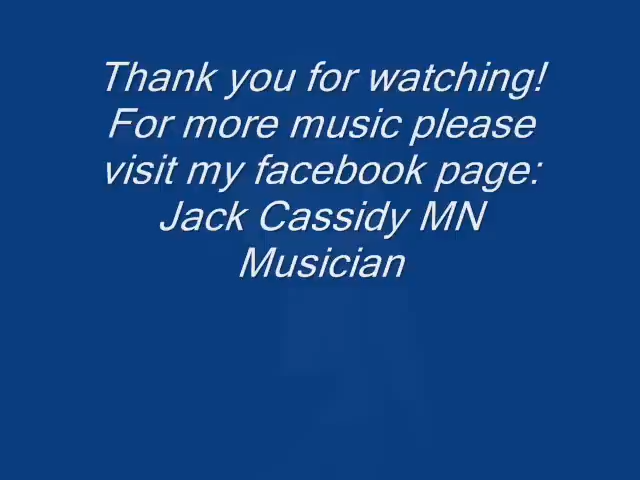 Thank you for watching!
For more music please
visit my facebook page:
Jack Cassidy MN
Musician